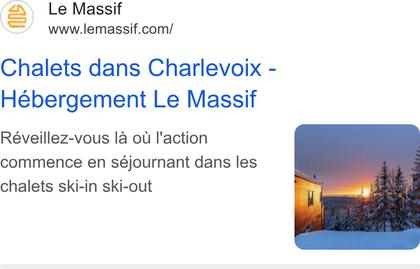 Le Massif
www.lemassif.com/
Chalets dans Charlevoix -
Hébergement Le Massif
Réveillez-vous là où l'action
commence en séjournant dans les
chalets ski-in ski-out